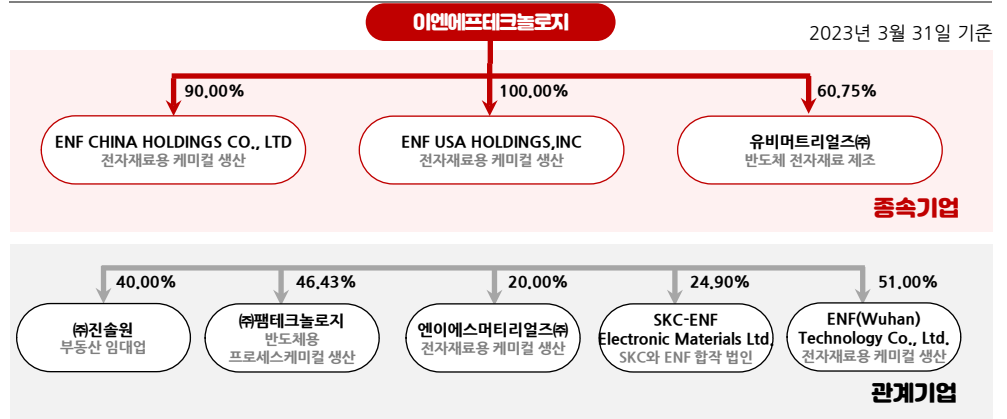 이엔에프테크놀로지
2023년 3월 31일 기준
90.00%
100.00%
60.75%
ENF CHINA HOLDINGS CO., LTD
전자재료용 케미컬 생산
ENF USA HOLDINGS,INC
전자재료용 케미컬 생산
유비머트리얼즈㈜
반도체 전자재료 제조
종속기업
40.00%
46.43%
20.00%
24.90%
51.00%
㈜진솔원
부동산 임대업
㈜팸테크놀로지
반도체용
프로세스케미컬 생산
엔이에스머티리얼즈㈜
전자재료용 케미컬 생산
SKC-ENF
Electronic Materials Ltd.
SKC와 ENF 합작 법인
ENF(Wuhan)
Technology Co., Ltd.
전자재료용 케미컬 생산
관계기업